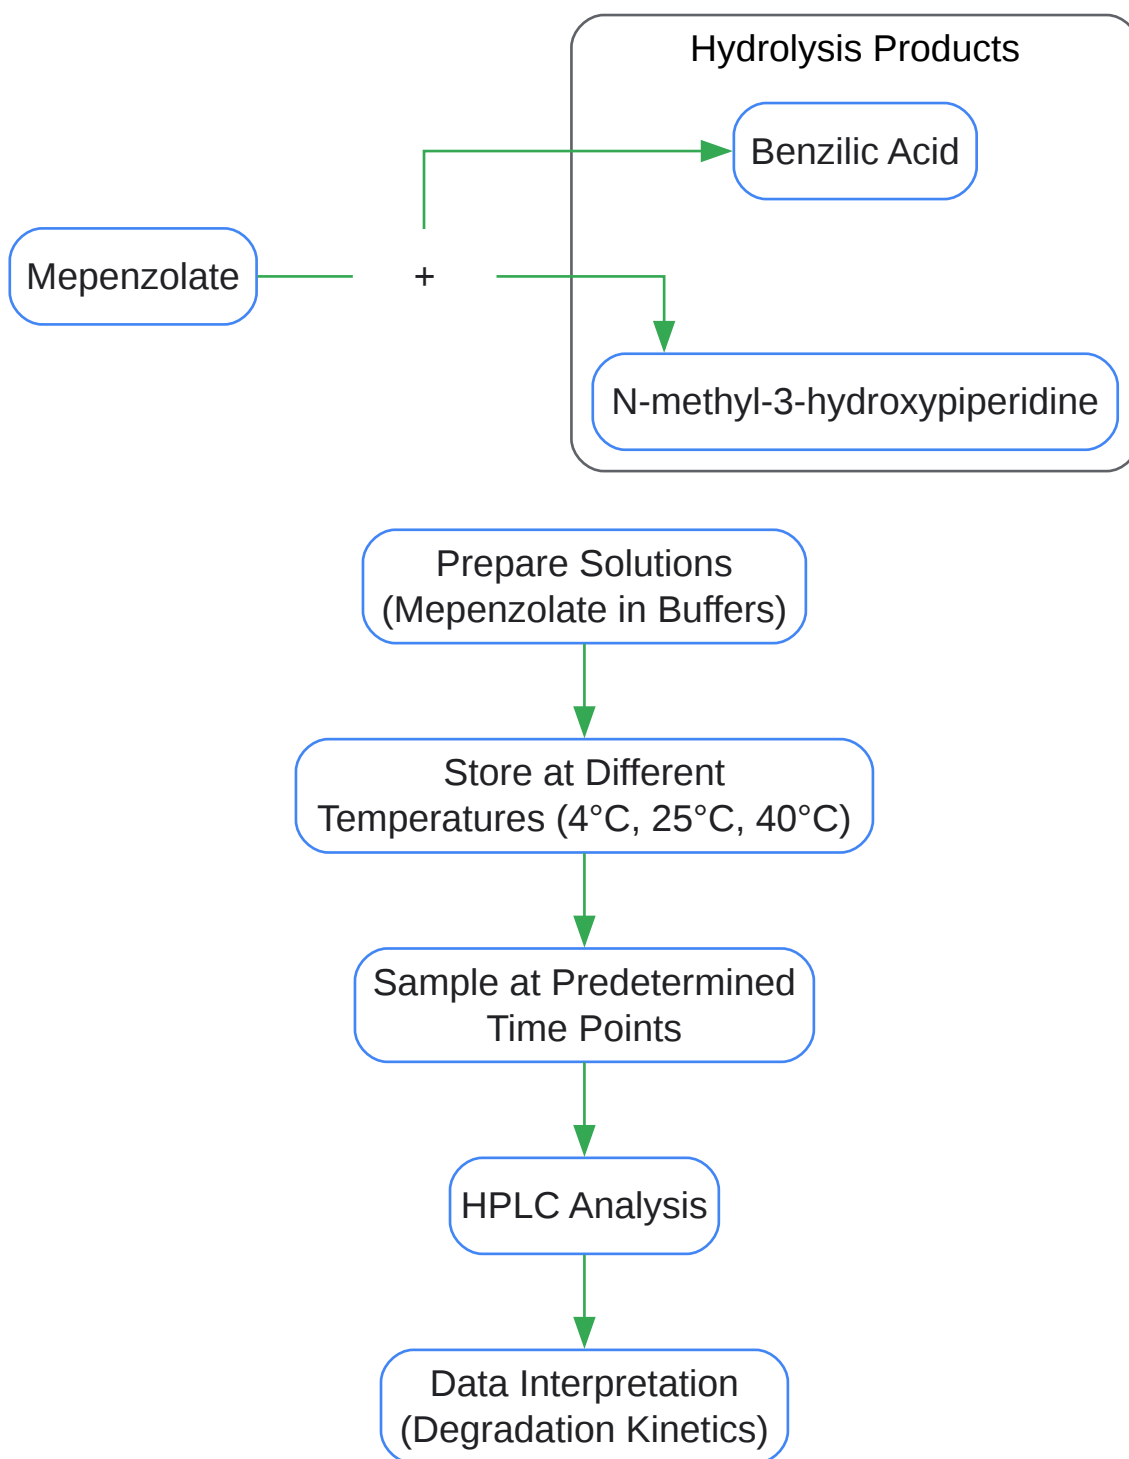 Hydrolysis Products
Benzilic Acid
Mepenzolate
+
N-methyl-3-hydroxypiperidine
Prepare Solutions
(Mepenzolate in Buffers)
Store at Different
Temperatures (4°C, 25°C, 40°C)
Sample at Predetermined
Time Points
HPLC Analysis
Data Interpretation
(Degradation Kinetics)